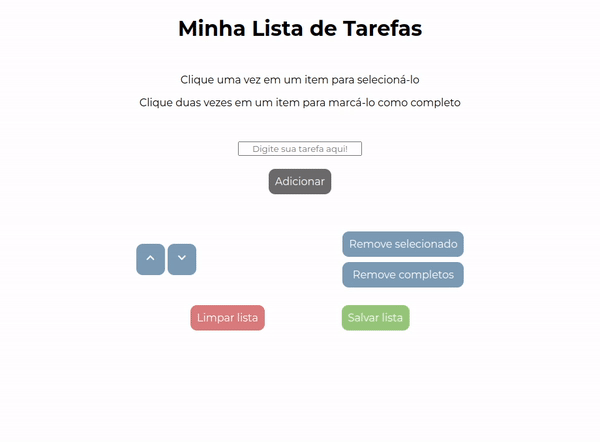 Minha Lista de Tarefas
Clique uma vez em um item para selecioná-lo
Clique duas vezes em um item para marcá-lo como completo
Digite sua tarefa aqui!
Adicionar
Remove selecionado
Remove completos
Limpar lista
Salvar lista